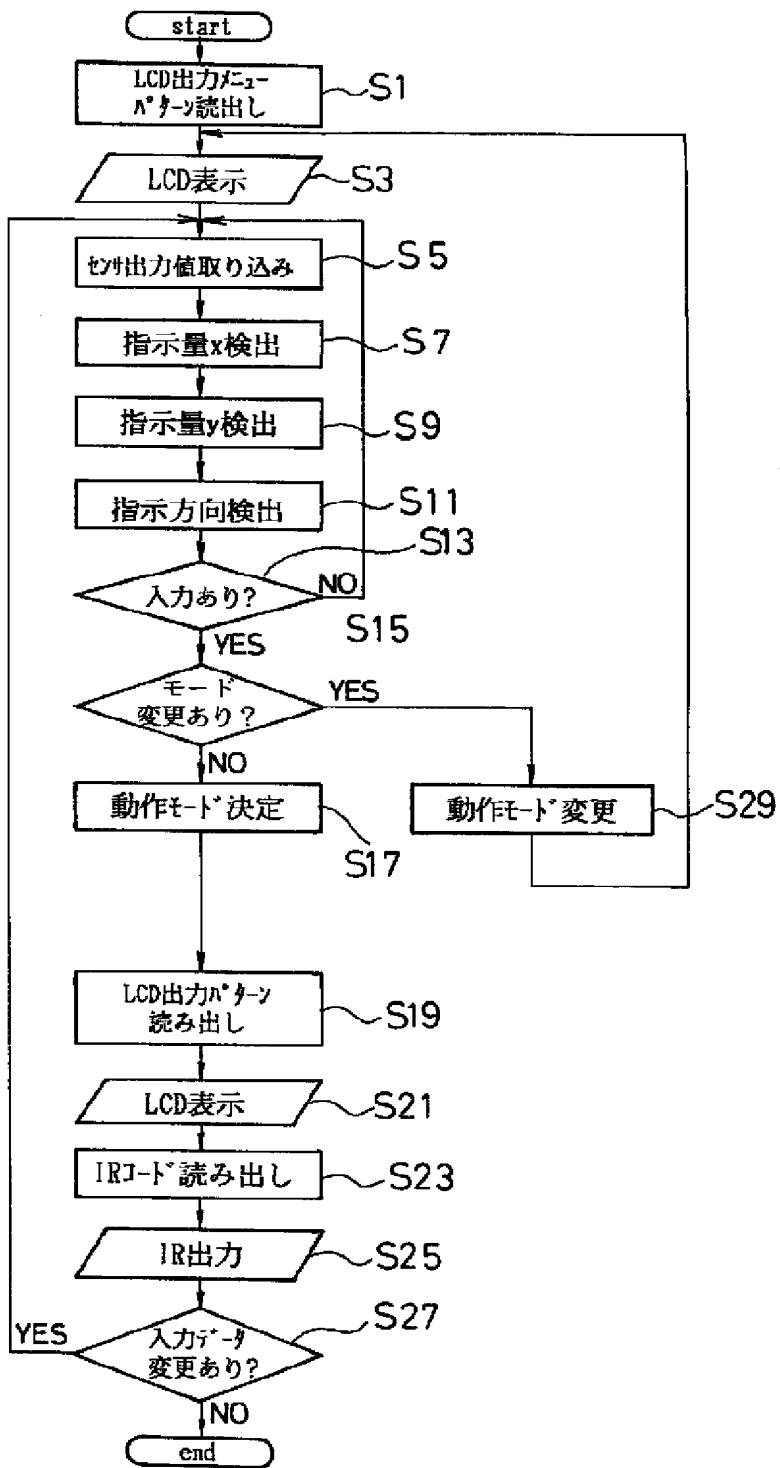 start
LCD出力メニュー
パターン読出し
S1
LCD表示
S3
センサ出力値取り込み
S5
指示量x検出
S7
指示量y検出
S9
指示方向検出
S11
S13
入力あり?
NO
S15
YES
モード
変更あり?
YES
NO
動作モード決定
S17
動作モード変更
S29
LCD出力パターン
読み出し
S19
LCD表示
S21
IRコード読み出し
S23
IR出力
S25
S27
YES
入力データ
変更あり?
NO
end